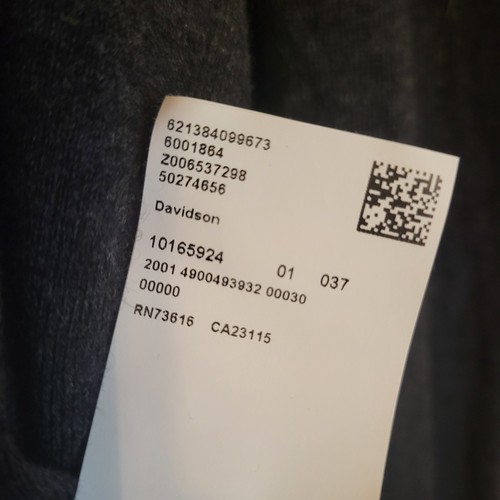 621384099673
6001864
Z006537298
50274656
Davidson
10165924 01 037
2001 4900493932 00030
00000
RN73616 CA23115